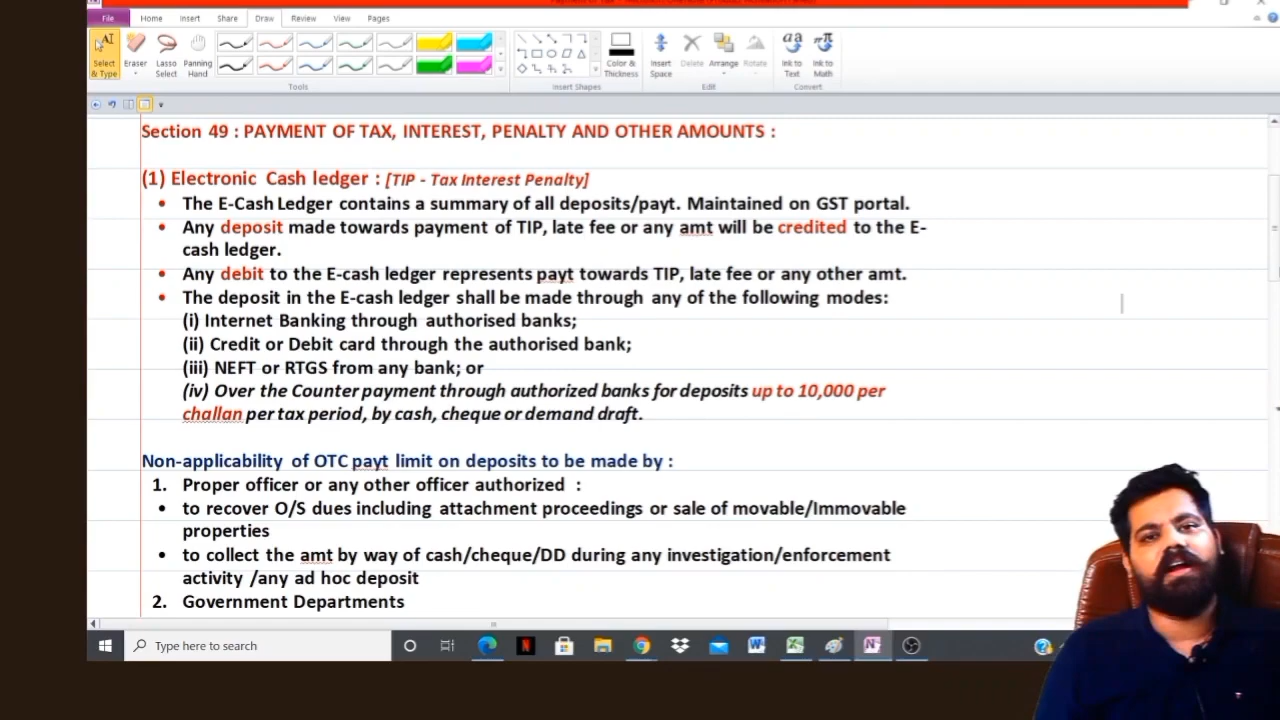 File Home Insert Share Draw Review View Pages
Select & Type Eraser Lasso Select Panning Hand Color & Thickness Insert Space Delete Arrange Rotate Ink to Text Ink to Math
Tools Insert Shapes Edit Convert
Section 49 : PAYMENT OF TAX, INTEREST, PENALTY AND OTHER AMOUNTS :
(1) Electronic Cash ledger : [TIP - Tax Interest Penalty]
• The E-Cash Ledger contains a summary of all deposits/payt. Maintained on GST portal.
• Any deposit made towards payment of TIP, late fee or any amt will be credited to the E-
cash ledger.
• Any debit to the E-cash ledger represents payt towards TIP, late fee or any other amt.
• The deposit in the E-cash ledger shall be made through any of the following modes:
(i) Internet Banking through authorised banks;
(ii) Credit or Debit card through the authorised bank;
(iii) NEFT or RTGS from any bank; or
(iv) Over the Counter payment through authorized banks for deposits up to 10,000 per
challan per tax period, by cash, cheque or demand draft.
Non-applicability of OTC payt limit on deposits to be made by :
1. Proper officer or any other officer authorized :
• to recover O/S dues including attachment proceedings or sale of movable/Immovable
properties
• to collect the amt by way of cash/cheque/DD during any investigation/enforcement
activity /any ad hoc deposit
2. Government Departments
Type here to search